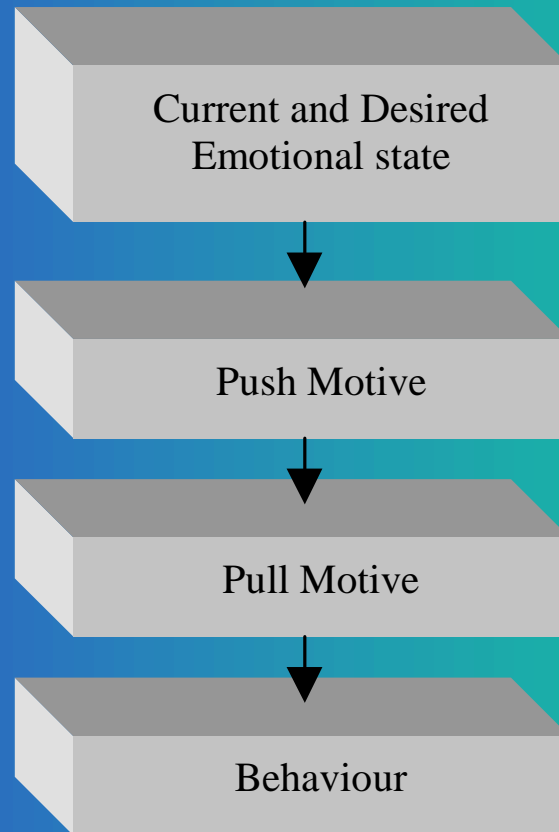 Current and Desired
Emotional state
Push Motive
Pull Motive
Behaviour